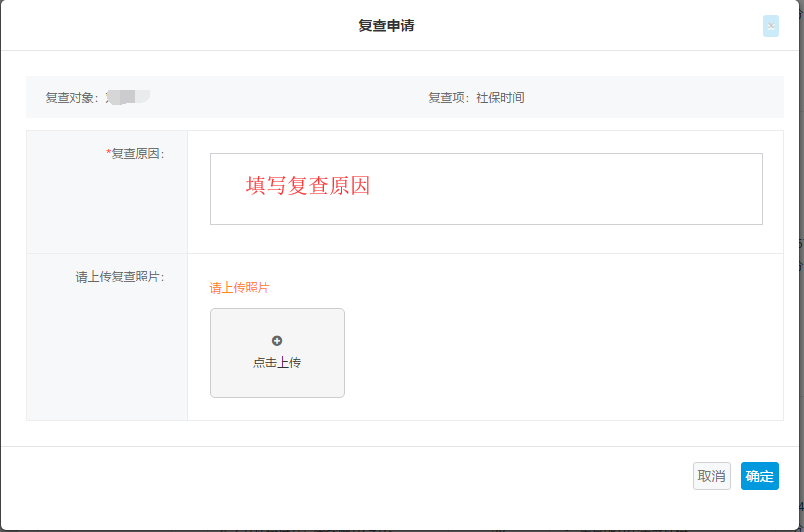 复查申请
复查对象：
复查项：社保时间
*复查原因：
填写复查原因
请上传复查照片：
请上传照片
点击上传
取消
确定